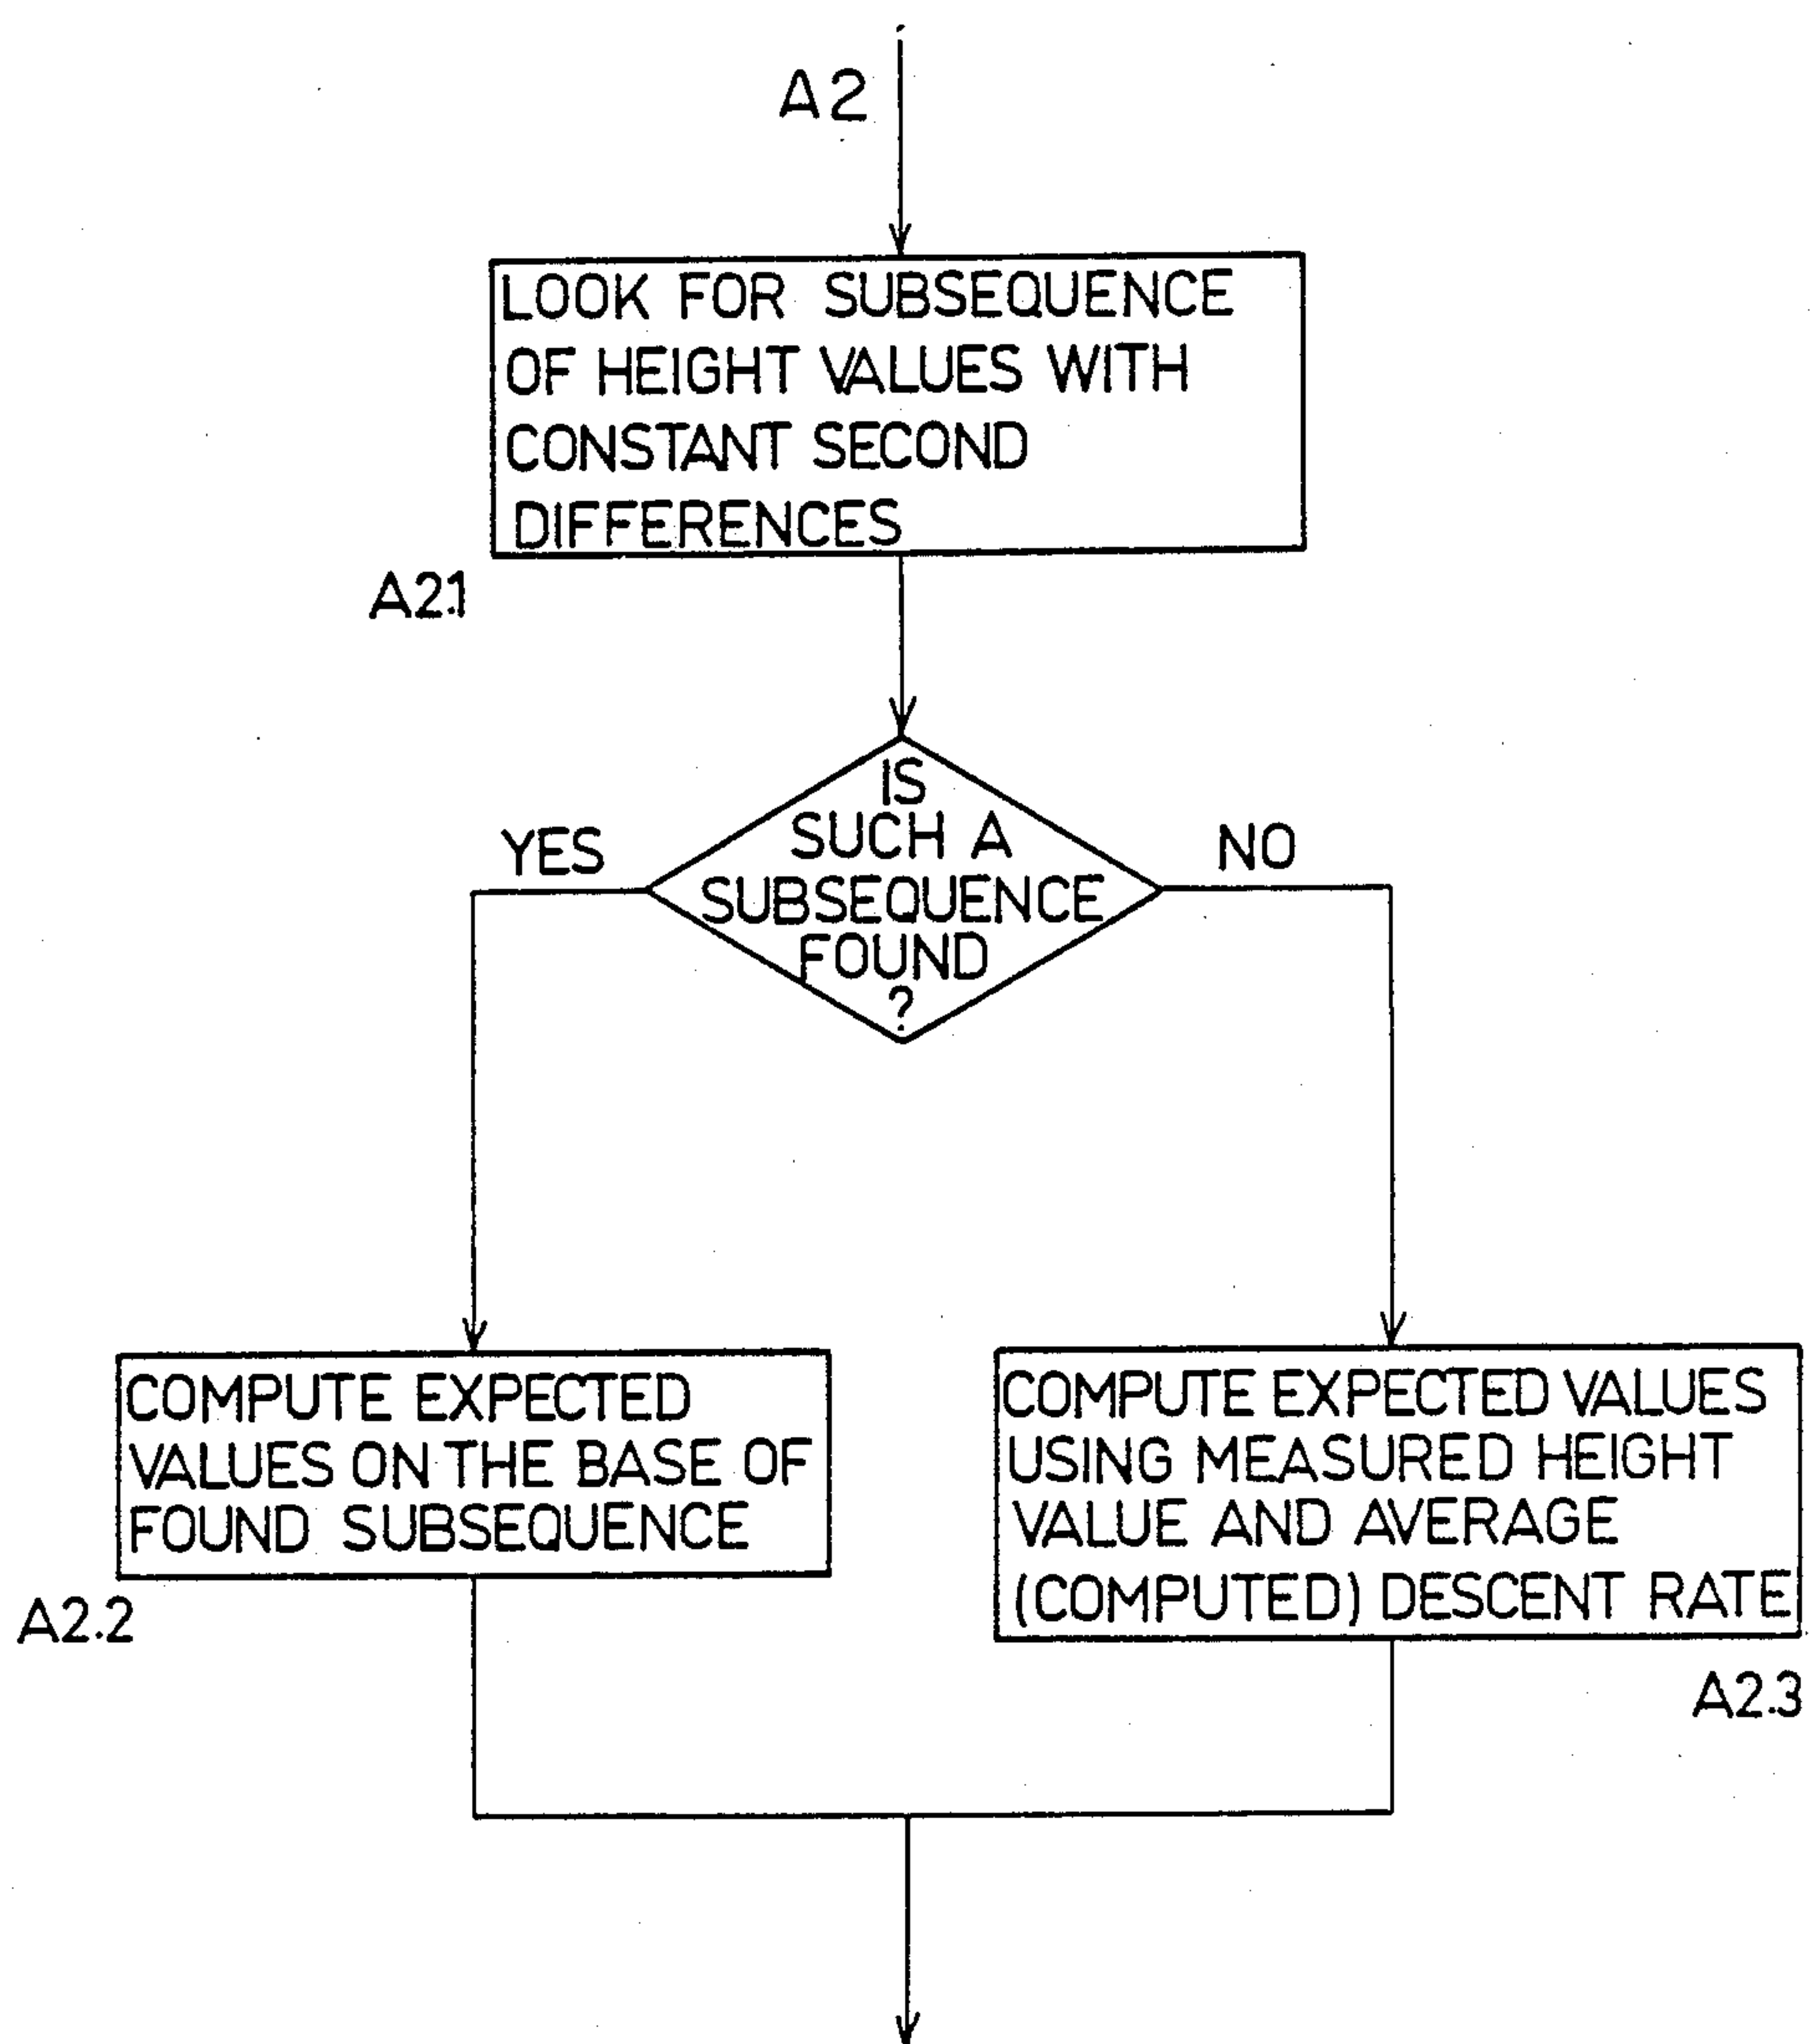 A2
LOOK FOR SUBSEQUENCE
OF HEIGHT VALUES WITH
CONSTANT SECOND
DIFFERENCES
A2.1
IS
SUCH A
SUBSEQUENCE
FOUND
?
YES
NO
COMPUTE EXPECTED
VALUES ON THE BASE OF
FOUND SUBSEQUENCE
A2.2
COMPUTE EXPECTED VALUES
USING MEASURED HEIGHT
VALUE AND AVERAGE
(COMPUTED) DESCENT RATE
A2.3